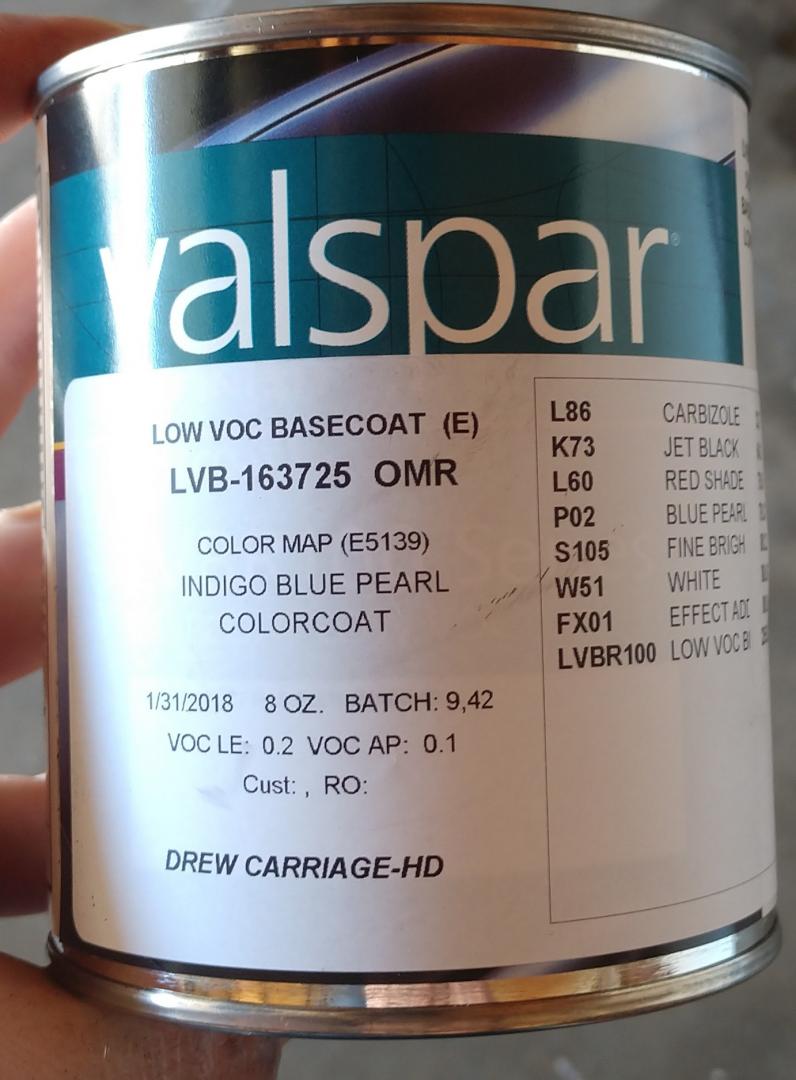 valspar®
LOW VOC BASECOAT (E)
LVB-163725 OMR
COLOR MAP (E5139)
INDIGO BLUE PEARL
COLORCOAT
1/31/2018 8 OZ. BATCH: 9,42
VOC LE: 0.2 VOC AP: 0.1
Cust: , RO:
DREW CARRIAGE-HD
L86 CARBIZOLE
K73 JET BLACK
L60 RED SHADE
P02 BLUE PEARL
S105 FINE BRIGH
W51 WHITE
FX01 EFFECT ADD
LVBR100 LOW VOC